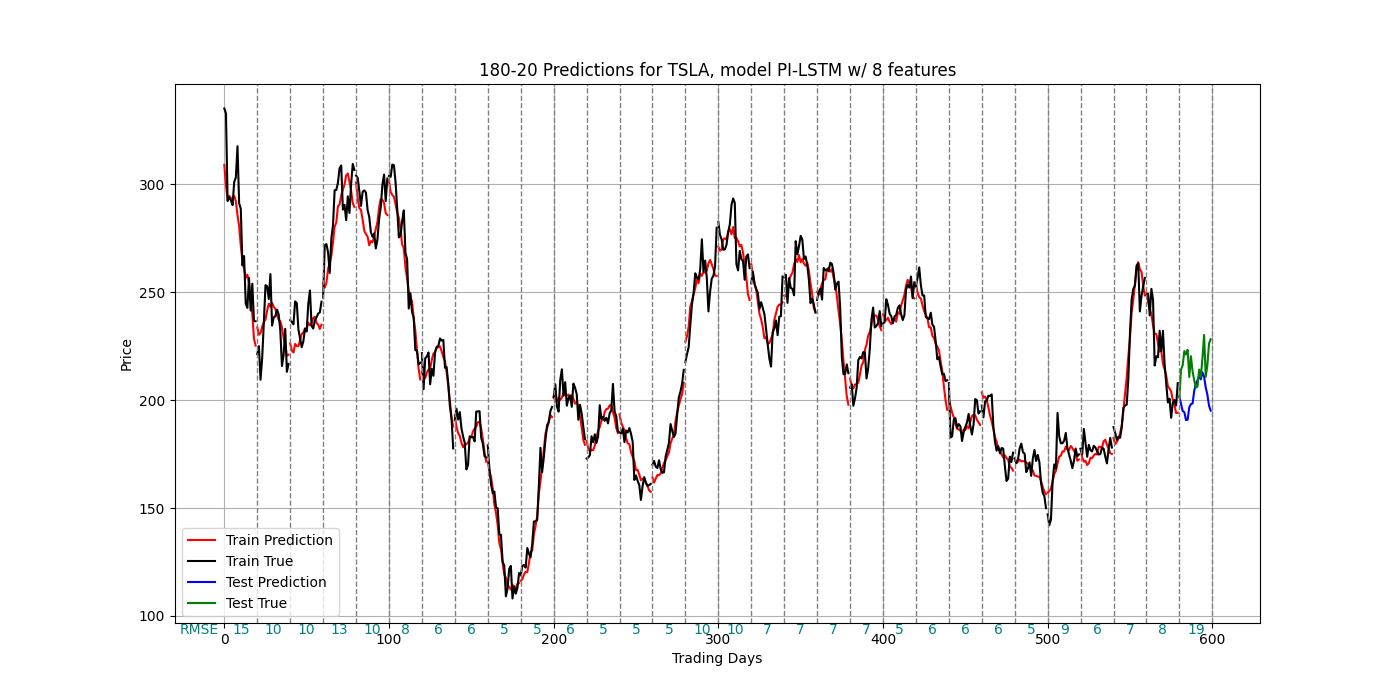 180-20 Predictions for TSLA, model PI-LSTM w/ 8 features
Price
300
250
200
150
100
Train Prediction
Train True
Test Prediction
Test True
RMSE 15 10 10 13 10 8 6 6 5 5 6 5 5 5 10 10 7 7 7 7 5 6 6 6 5 9 6 7 8 19
0 100 200 300 400 500 600
Trading Days